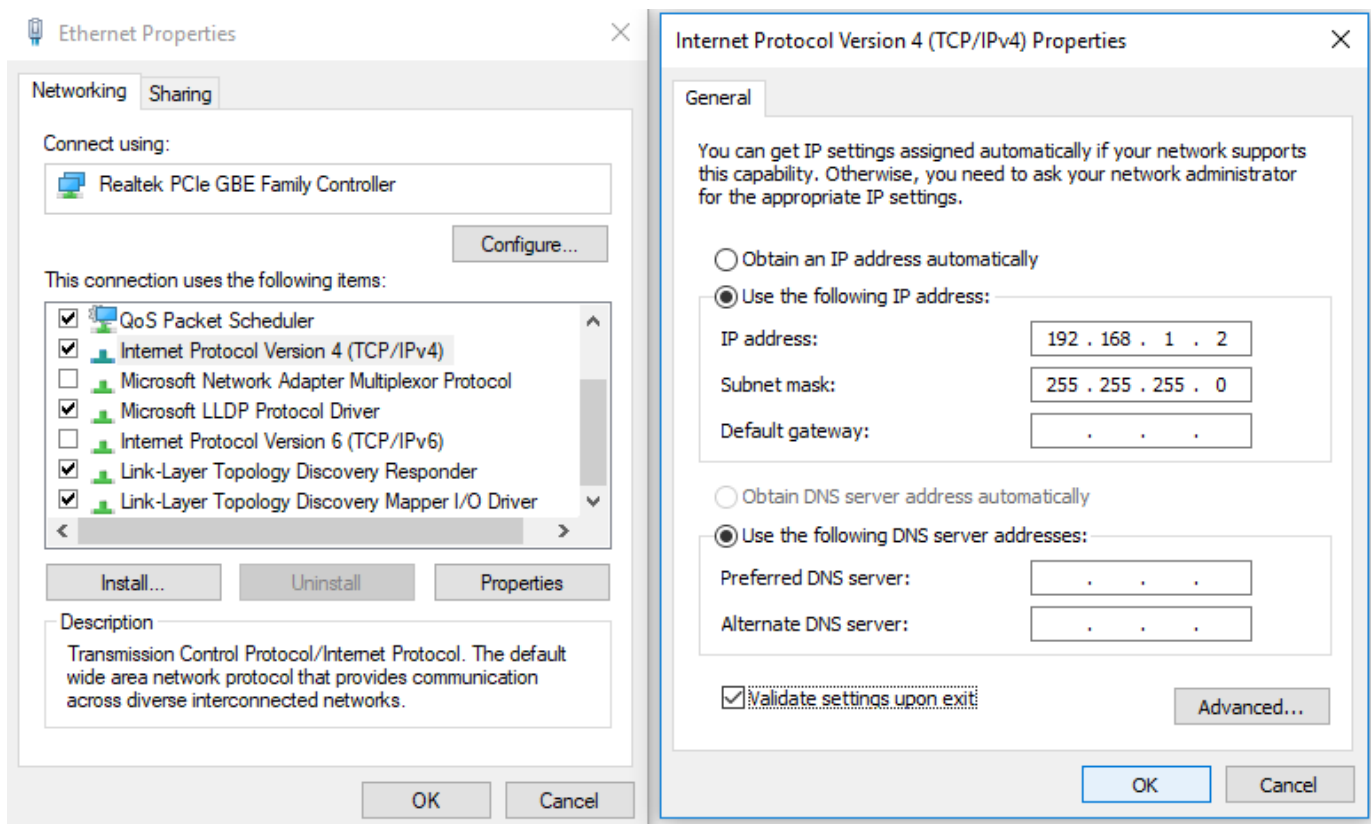 Ethernet Properties
Networking
Sharing
Connect using:
Realtek PCIe GBE Family Controller
Configure...
This connection uses the following items:
QoS Packet Scheduler
Internet Protocol Version 4 (TCP/IPv4)
Microsoft Network Adapter Multiplexor Protocol
Microsoft LLDP Protocol Driver
Internet Protocol Version 6 (TCP/IPv6)
Link-Layer Topology Discovery Responder
Link-Layer Topology Discovery Mapper I/O Driver
Install...
Uninstall
Properties
Description
Transmission Control Protocol/Internet Protocol. The default
wide area network protocol that provides communication
across diverse interconnected networks.
OK
Cancel
Internet Protocol Version 4 (TCP/IPv4) Properties
General
You can get IP settings assigned automatically if your network supports
this capability. Otherwise, you need to ask your network administrator
for the appropriate IP settings.
Obtain an IP address automatically
Use the following IP address:
IP address:
192 . 168 . 1 . 2
Subnet mask:
255 . 255 . 255 . 0
Default gateway:
. . .
Obtain DNS server address automatically
Use the following DNS server addresses:
Preferred DNS server:
. . .
Alternate DNS server:
. . .
Validate settings upon exit
Advanced...
OK
Cancel